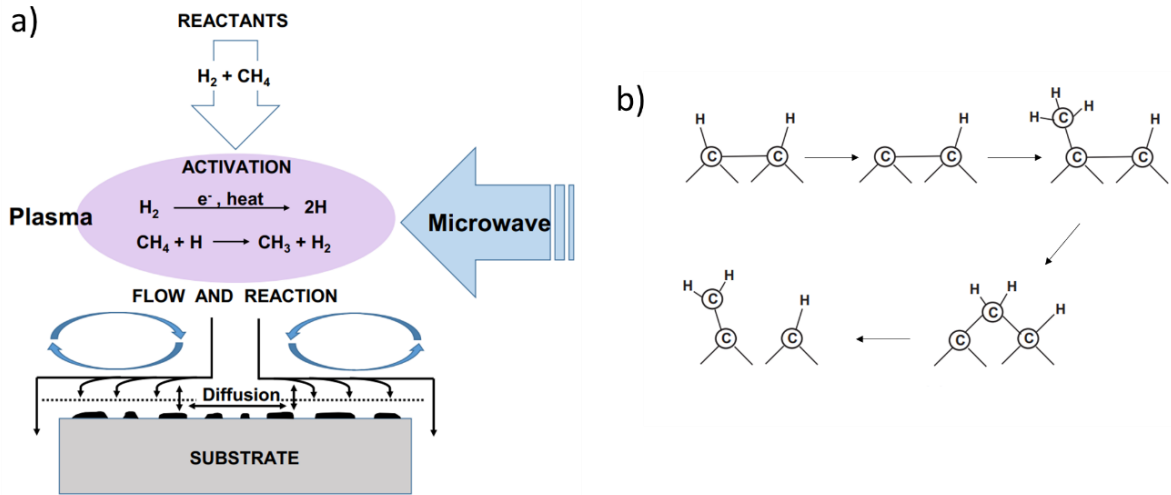 a)
REACTANTS
H₂ + CH₄
ACTIVATION
e⁻ , heat
H₂ 2H
CH₄ + H CH₃ + H₂
Plasma
Microwave
FLOW AND REACTION
Diffusion
SUBSTRATE
b)
H H
C C
H
C C
H
H C H
H
C C
H H
C
H
C C
H H
C
H
C C